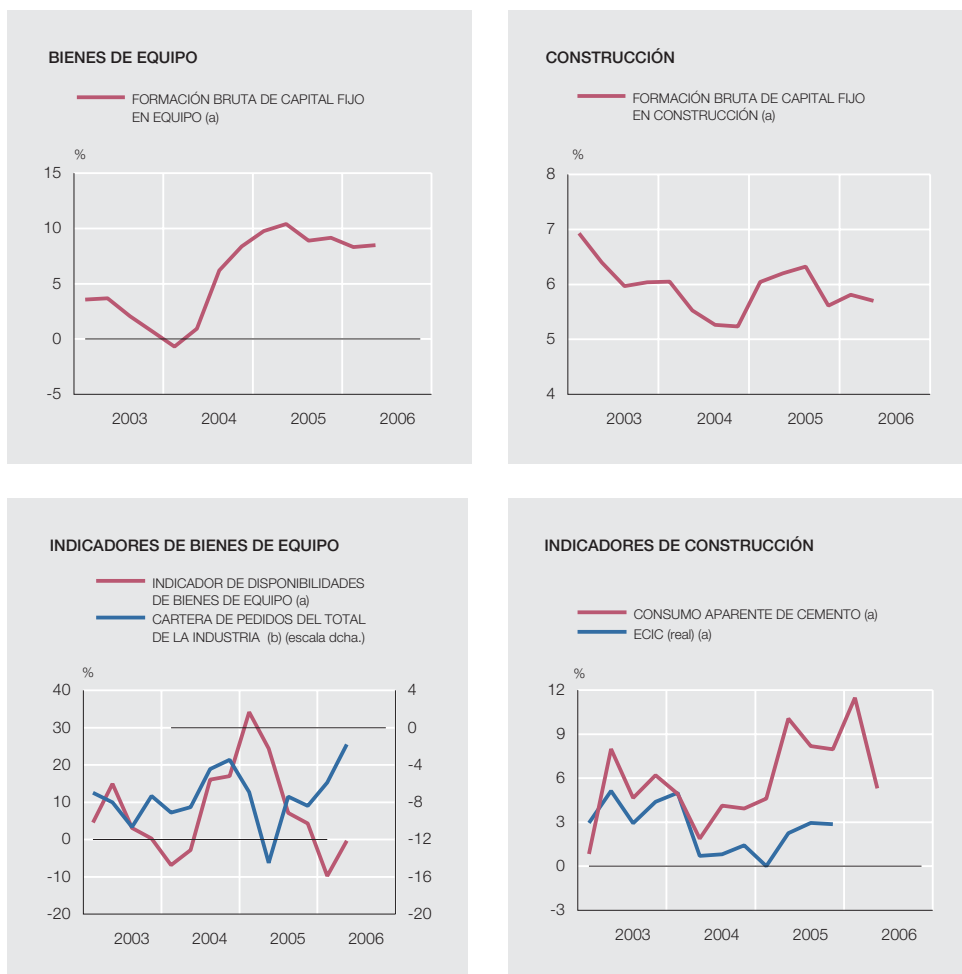 BIENES DE EQUIPO
FORMACIÓN BRUTA DE CAPITAL FIJO
EN EQUIPO (a)
%
15
10
5
0
-5
2003 2004 2005 2006
CONSTRUCCIÓN
FORMACIÓN BRUTA DE CAPITAL FIJO
EN CONSTRUCCIÓN (a)
%
8
7
6
5
4
2003 2004 2005 2006
INDICADORES DE BIENES DE EQUIPO
INDICADOR DE DISPONIBILIDADES
DE BIENES DE EQUIPO (a)
CARTERA DE PEDIDOS DEL TOTAL
DE LA INDUSTRIA (b) (escala dcha.)
%
40 4
30 0
20 -4
10 -8
0 -12
-10 -16
-20 -20
2003 2004 2005 2006
INDICADORES DE CONSTRUCCIÓN
CONSUMO APARENTE DE CEMENTO (a)
ECIC (real) (a)
%
12
9
6
3
0
-3
2003 2004 2005 2006